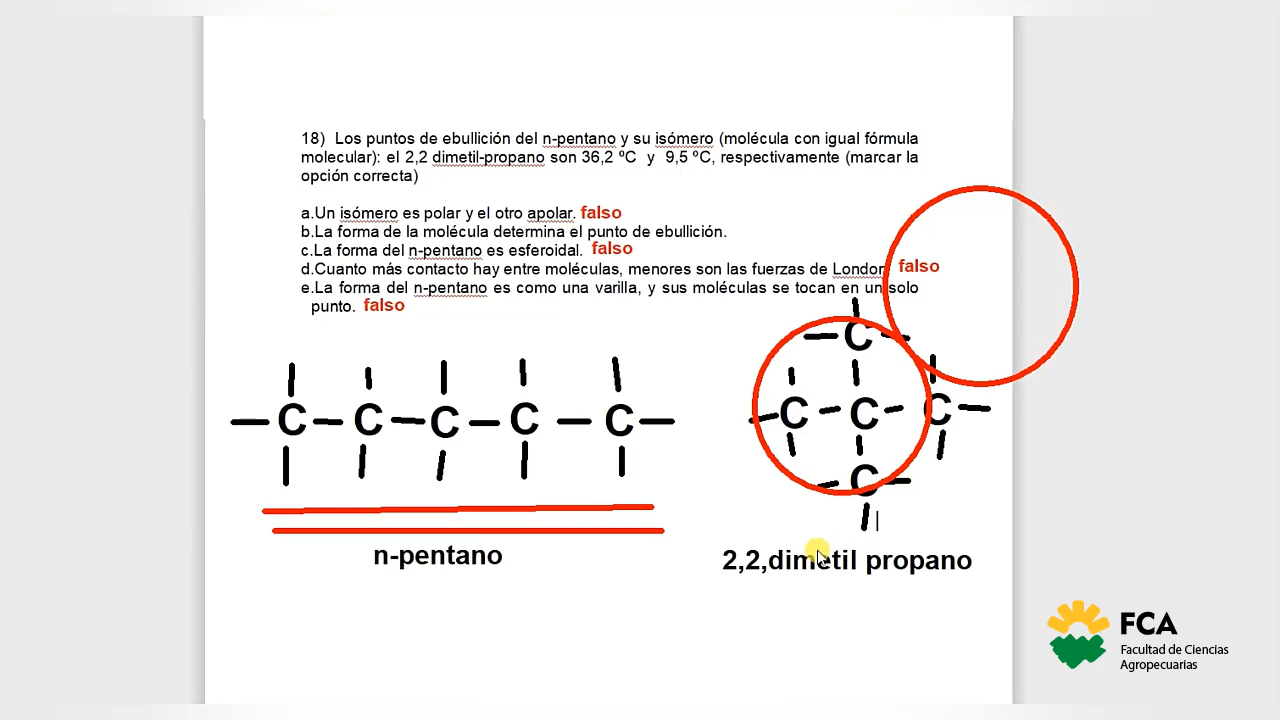 18) Los puntos de ebullición del n-pentano y su isómero (molécula con igual fórmula
molecular): el 2,2 dimetil-propano son 36,2 ºC y 9,5 ºC, respectivamente (marcar la
opción correcta)
a.Un isómero es polar y el otro apolar. falso
b.La forma de la molécula determina el punto de ebullición.
c.La forma del n-pentano es esferoidal. falso
d.Cuanto más contacto hay entre moléculas, menores son las fuerzas de London. falso
e.La forma del n-pentano es como una varilla, y sus moléculas se tocan en un solo
punto. falso
C
C C C C C
C C C
C
n-pentano
2,2,dimetil propano
FCA
Facultad de Ciencias
Agropecuarias